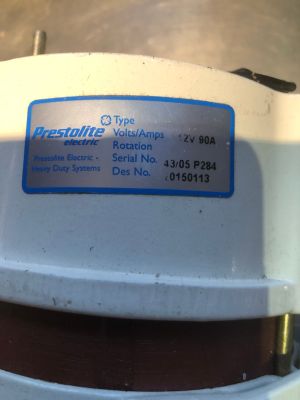 Type
Prestolite
electric
Volts/Amps 12V 90A
Rotation
Prestolite Electric -
Heavy Duty Systems
Serial No. 43/05 P284
Des No. 0150113